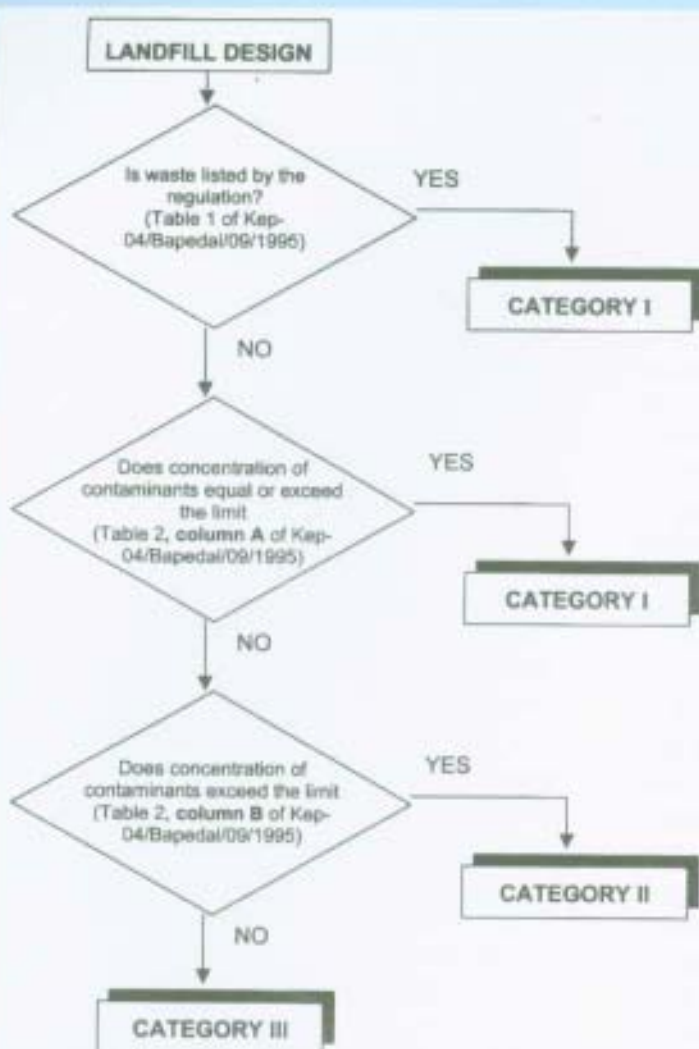 LANDFILL DESIGN
Is waste listed by the
regulation?
(Table 1 of Kep-
04/Bapedal/09/1995)
YES
CATEGORY I
NO
Does concentration of
contaminants equal or exceed
the limit
(Table 2, column A of Kep-
04/Bapedal/09/1995)
YES
CATEGORY I
NO
Does concentration of
contaminants exceed the limit
(Table 2, column B of Kep-
04/Bapedal/09/1995)
YES
CATEGORY II
NO
CATEGORY III